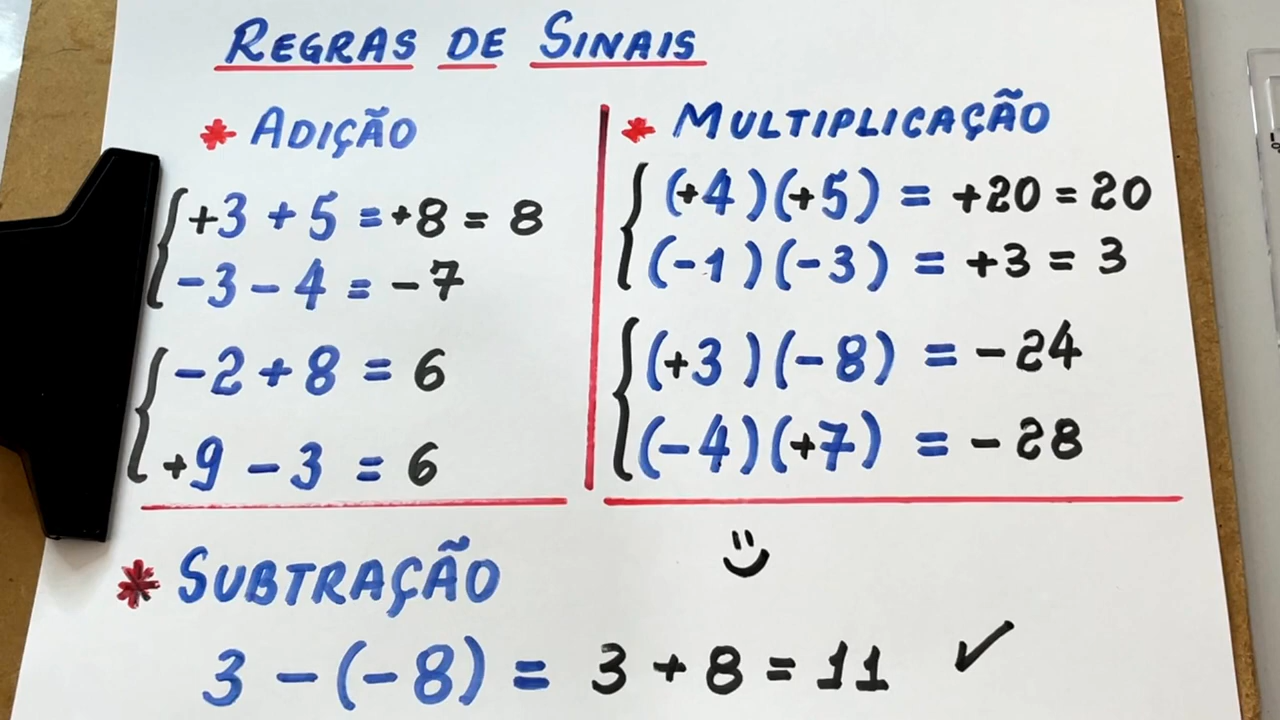 REGRAS DE SINAIS
* ADIÇÃO
+3 + 5 = +8 = 8
-3 - 4 = -7
-2 + 8 = 6
+9 - 3 = 6
* MULTIPLICAÇÃO
(+4)(+5) = +20 = 20
(-1)(-3) = +3 = 3
(+3)(-8) = -24
(-4)(+7) = -28
* SUBTRAÇÃO
3 - (-8) = 3 + 8 = 11 ✓